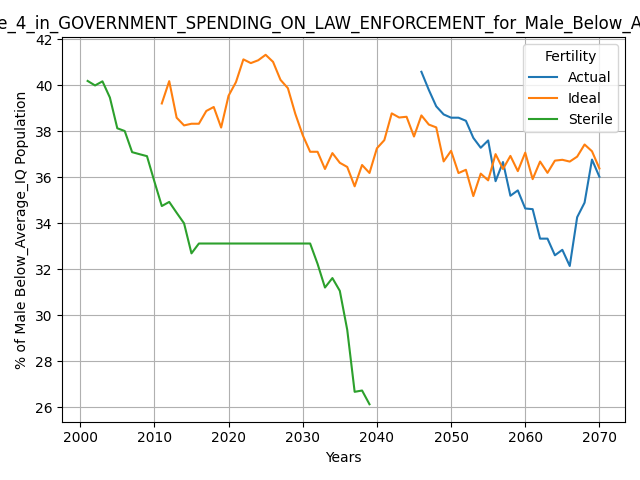 e_4_in_GOVERNMENT_SPENDING_ON_LAW_ENFORCEMENT_for_Male_Below_A
42
40
38
36
34
32
30
28
26
% of Male Below_Average_IQ Population
2000 2010 2020 2030 2040 2050 2060 2070
Years
Fertility
Actual
Ideal
Sterile